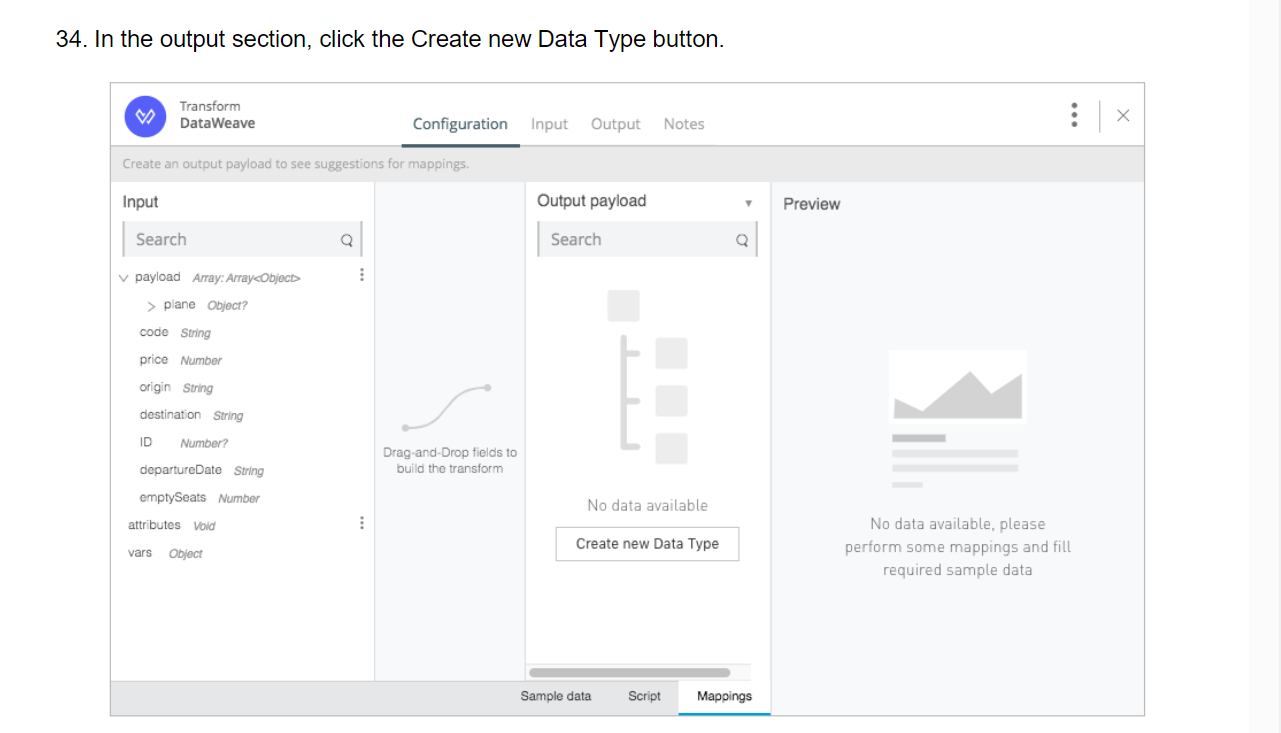 34. In the output section, click the Create new Data Type button.
Transform
DataWeave
Configuration Input Output Notes
Create an output payload to see suggestions for mappings.
Input
Search
payload Array: Array<Object>
plane Object?
code String
price Number
origin String
destination String
ID Number?
departureDate String
emptySeats Number
attributes Void
vars Object
Drag-and-Drop fields to
build the transform
Output payload
Search
No data available
Create new Data Type
Preview
No data available, please
perform some mappings and fill
required sample data
Sample data Script Mappings